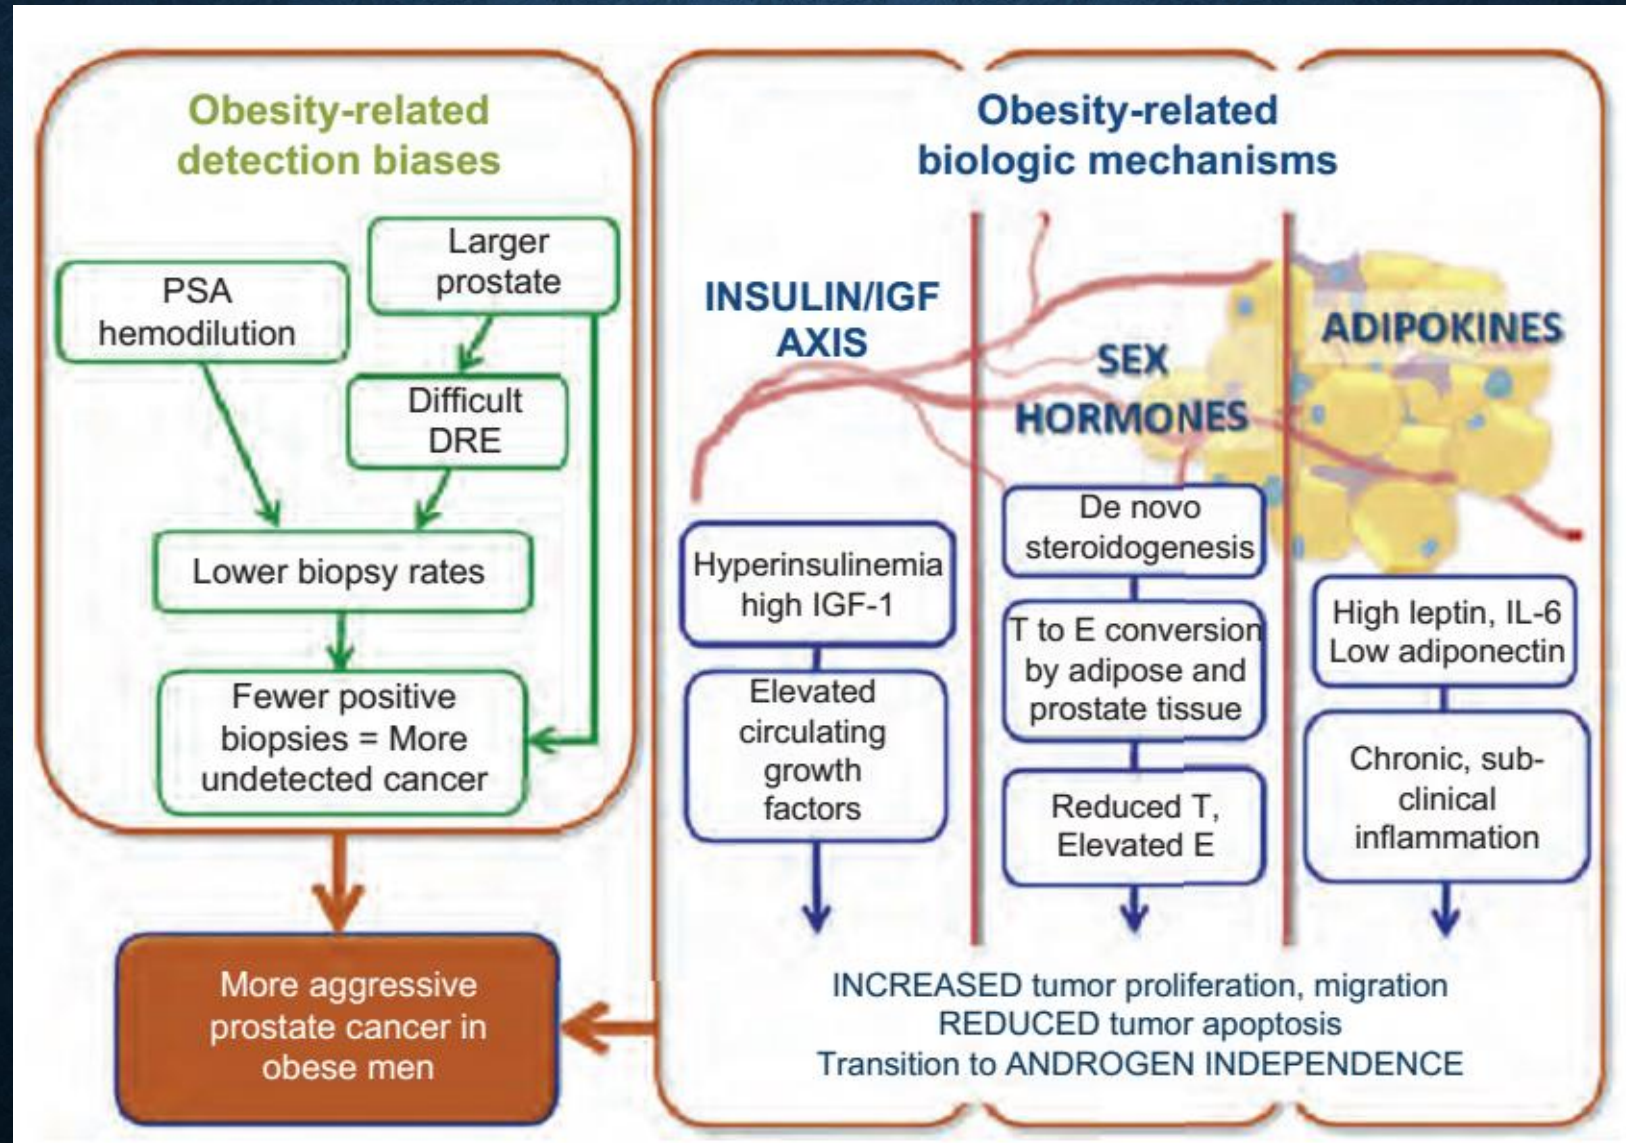 Obesity-related
detection biases
PSA
hemodilution
Larger
prostate
Difficult
DRE
Lower biopsy rates
Fewer positive
biopsies = More
undetected cancer
More aggressive
prostate cancer in
obese men
Obesity-related
biologic mechanisms
INSULIN/IGF
AXIS
Hyperinsulinemia
high IGF-1
Elevated
circulating
growth
factors
SEX
HORMONES
De novo
steroidogenesis
T to E conversion
by adipose and
prostate tissue
Reduced T,
Elevated E
ADIPOKINES
High leptin, IL-6
Low adiponectin
Chronic, sub-
clinical
inflammation
INCREASED tumor proliferation, migration
REDUCED tumor apoptosis
Transition to ANDROGEN INDEPENDENCE